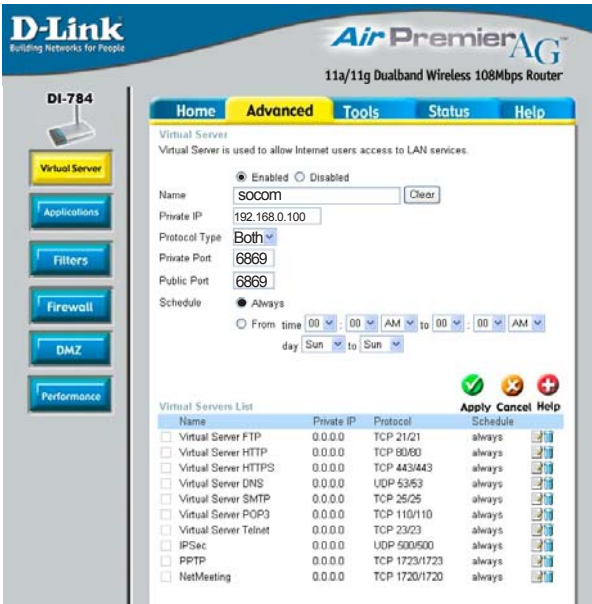 D-Link
Building Networks for People
Air Premier AG™
11a/11g Dualband Wireless 108Mbps Router
DI-784
Home Advanced Tools Status Help
Virtual Server
Applications
Filters
Firewall
DMZ
Performance
Virtual Server
Virtual Server is used to allow Internet users access to LAN services.
Enabled Disabled
Name socom Clear
Private IP 192.168.0.100
Protocol Type Both
Private Port 6869
Public Port 6869
Schedule Always
From time 00 : 00 AM to 00 : 00 AM
day Sun to Sun
Apply Cancel Help
Virtual Servers List
Name Private IP Protocol Schedule
Virtual Server FTP 0.0.0.0 TCP 21/21 always
Virtual Server HTTP 0.0.0.0 TCP 80/80 always
Virtual Server HTTPS 0.0.0.0 TCP 443/443 always
Virtual Server DNS 0.0.0.0 UDP 53/53 always
Virtual Server SMTP 0.0.0.0 TCP 25/25 always
Virtual Server POP3 0.0.0.0 TCP 110/110 always
Virtual Server Telnet 0.0.0.0 TCP 23/23 always
IPSec 0.0.0.0 UDP 500/500 always
PPTP 0.0.0.0 TCP 1723/1723 always
NetMeeting 0.0.0.0 TCP 1720/1720 always